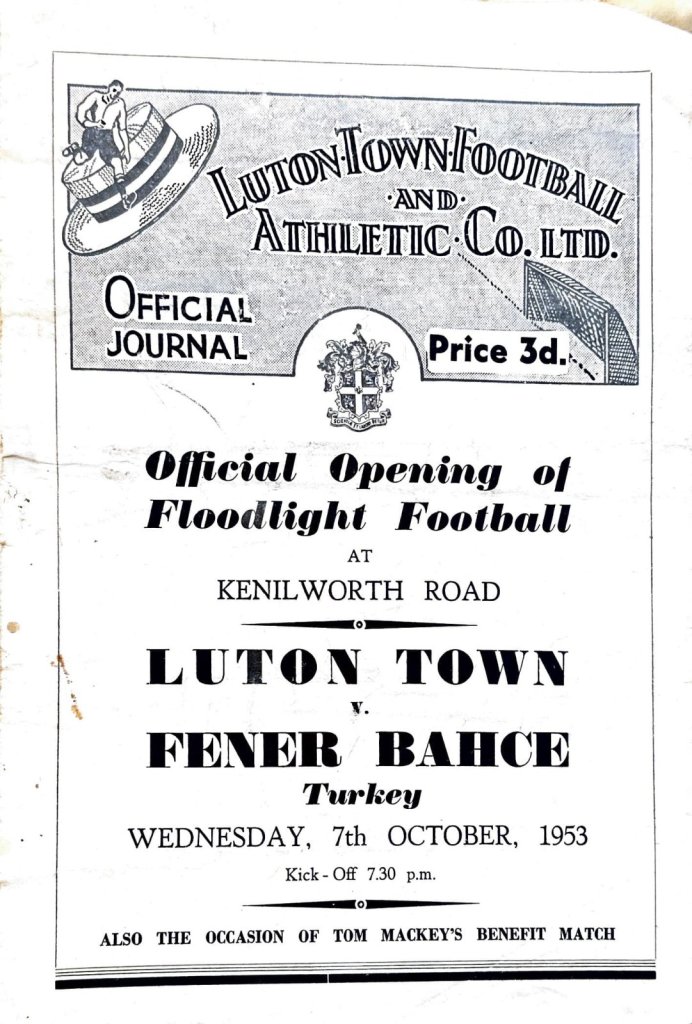 LUTON·TOWN·FOOTBALL
·AND·
ATHLETIC·CO. LTD.
OFFICIAL
JOURNAL
Price 3d.
Official Opening of
Floodlight Football
AT
KENILWORTH ROAD
LUTON TOWN
v.
FENER BAHCE
Turkey
WEDNESDAY, 7th OCTOBER, 1953
Kick-Off 7.30 p.m.
ALSO THE OCCASION OF TOM MACKEY'S BENEFIT MATCH